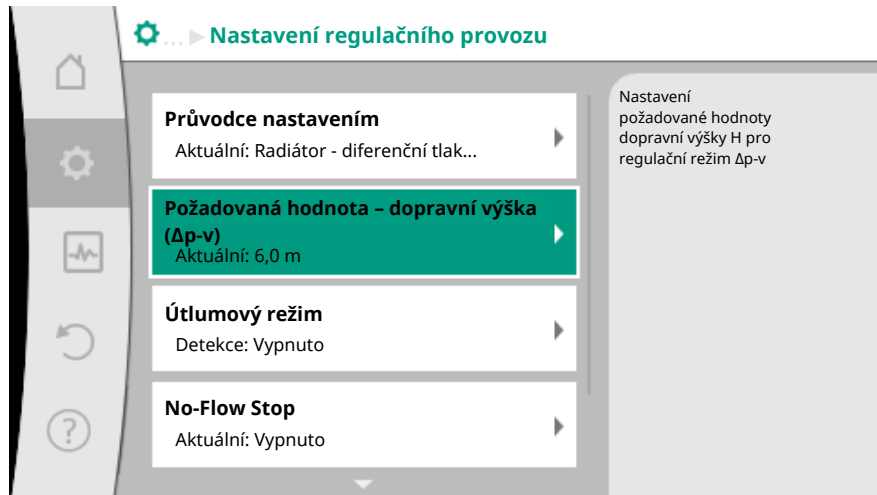 ... Nastavení regulačního provozu
Průvodce nastavením
Aktuální: Radiátor - diferenční tlak...
Požadovaná hodnota – dopravní výška
(Δp-v)
Aktuální: 6,0 m
Útlumový režim
Detekce: Vypnuto
No-Flow Stop
Aktuální: Vypnuto
Nastavení
požadované hodnoty
dopravní výšky H pro
regulační režim Δp-v
?